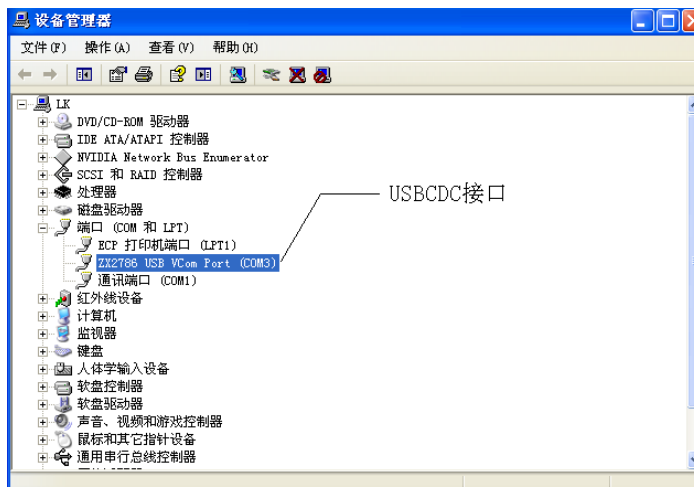 设备管理器
文件(F) 操作(A) 查看(V) 帮助(H)
LK
DVD/CD-ROM 驱动器
IDE ATA/ATAPI 控制器
NVIDIA Network Bus Enumerator
SCSI 和 RAID 控制器
处理器
USBCDC接口
磁盘驱动器
端口 (COM 和 LPT)
ECP 打印机端口 (LPT1)
ZX2786 USB VCom Port (COM3)
通讯端口 (COM1)
红外线设备
计算机
监视器
键盘
人体学输入设备
软盘控制器
软盘驱动器
声音、视频和游戏控制器
鼠标和其它指针设备
通用串行总线控制器